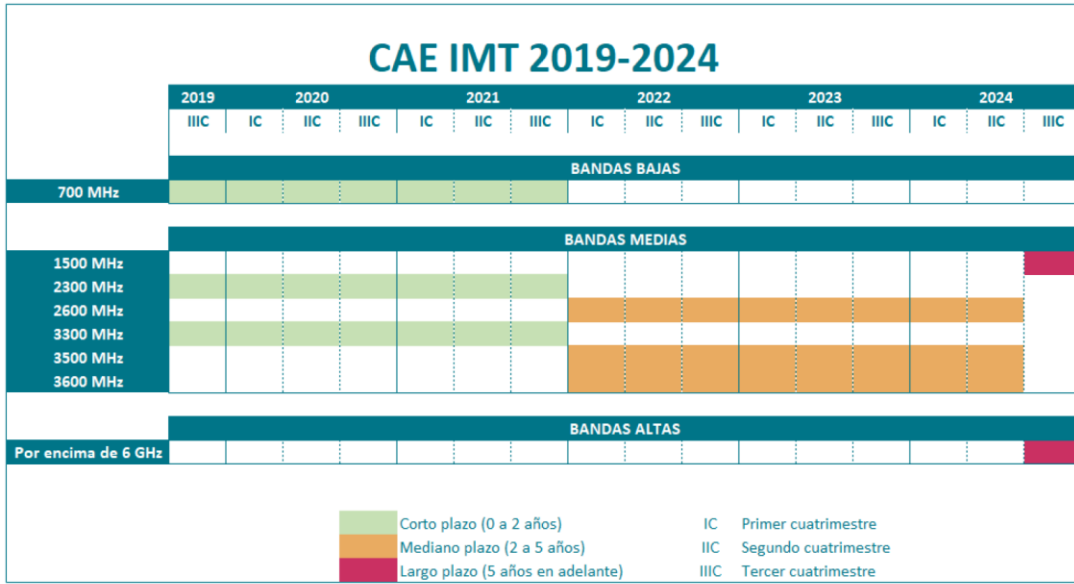 CAE IMT 2019-2024
2019 2020 2021 2022 2023 2024
IIIC IC IIC IIIC IC IIC IIIC IC IIC IIIC IC IIC IIIC IC IIC IIIC
BANDAS BAJAS
700 MHz
BANDAS MEDIAS
1500 MHz
2300 MHz
2600 MHz
3300 MHz
3500 MHz
3600 MHz
BANDAS ALTAS
Por encima de 6 GHz
Corto plazo (0 a 2 años) IC Primer cuatrimestre
Mediano plazo (2 a 5 años) IIC Segundo cuatrimestre
Largo plazo (5 años en adelante) IIIC Tercer cuatrimestre